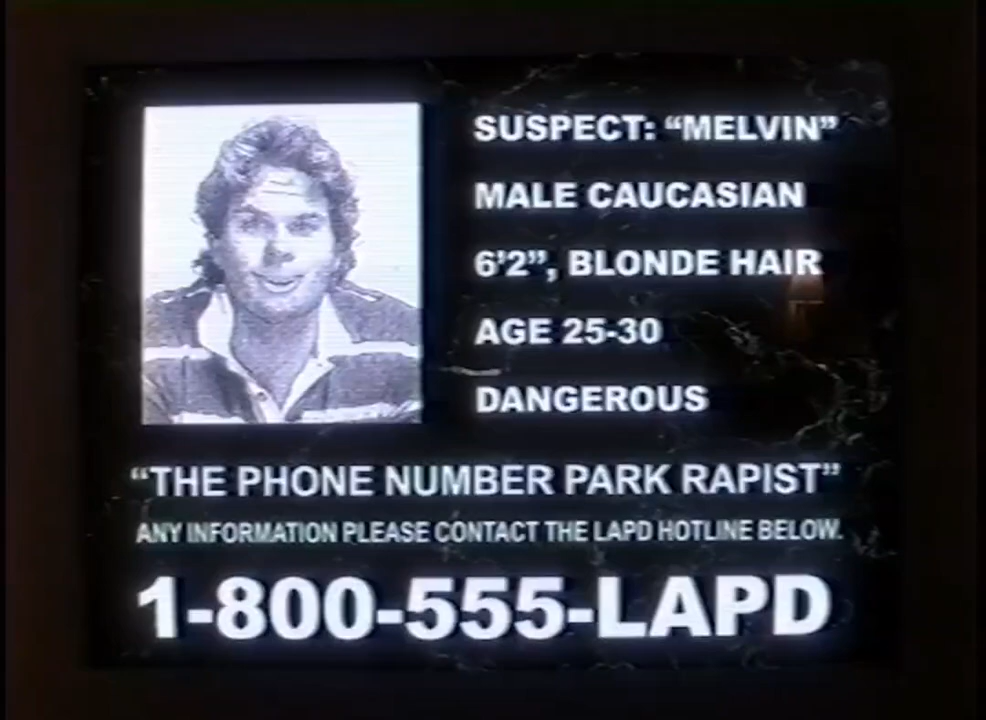 SUSPECT: “MELVIN”
MALE CAUCASIAN
6’2”, BLONDE HAIR
AGE 25-30
DANGEROUS
“THE PHONE NUMBER PARK RAPIST”
ANY INFORMATION PLEASE CONTACT THE LAPD HOTLINE BELOW.
1-800-555-LAPD